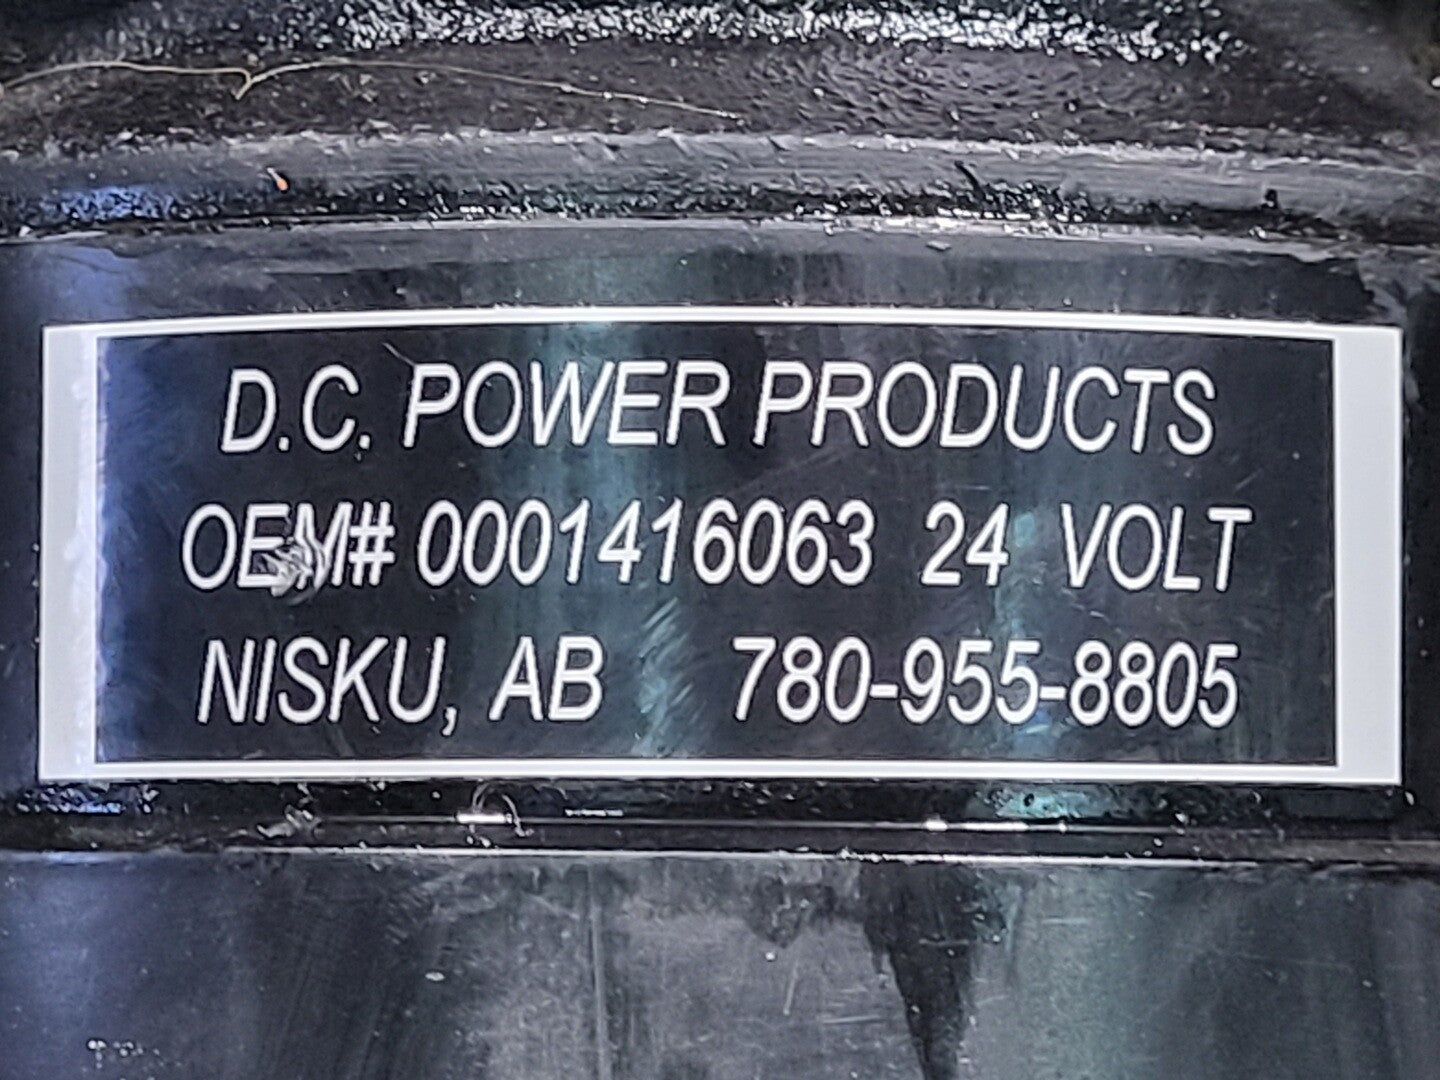 D.C. POWER PRODUCTS
OEM# 0001416063 24 VOLT
NISKU, AB 780-955-8805